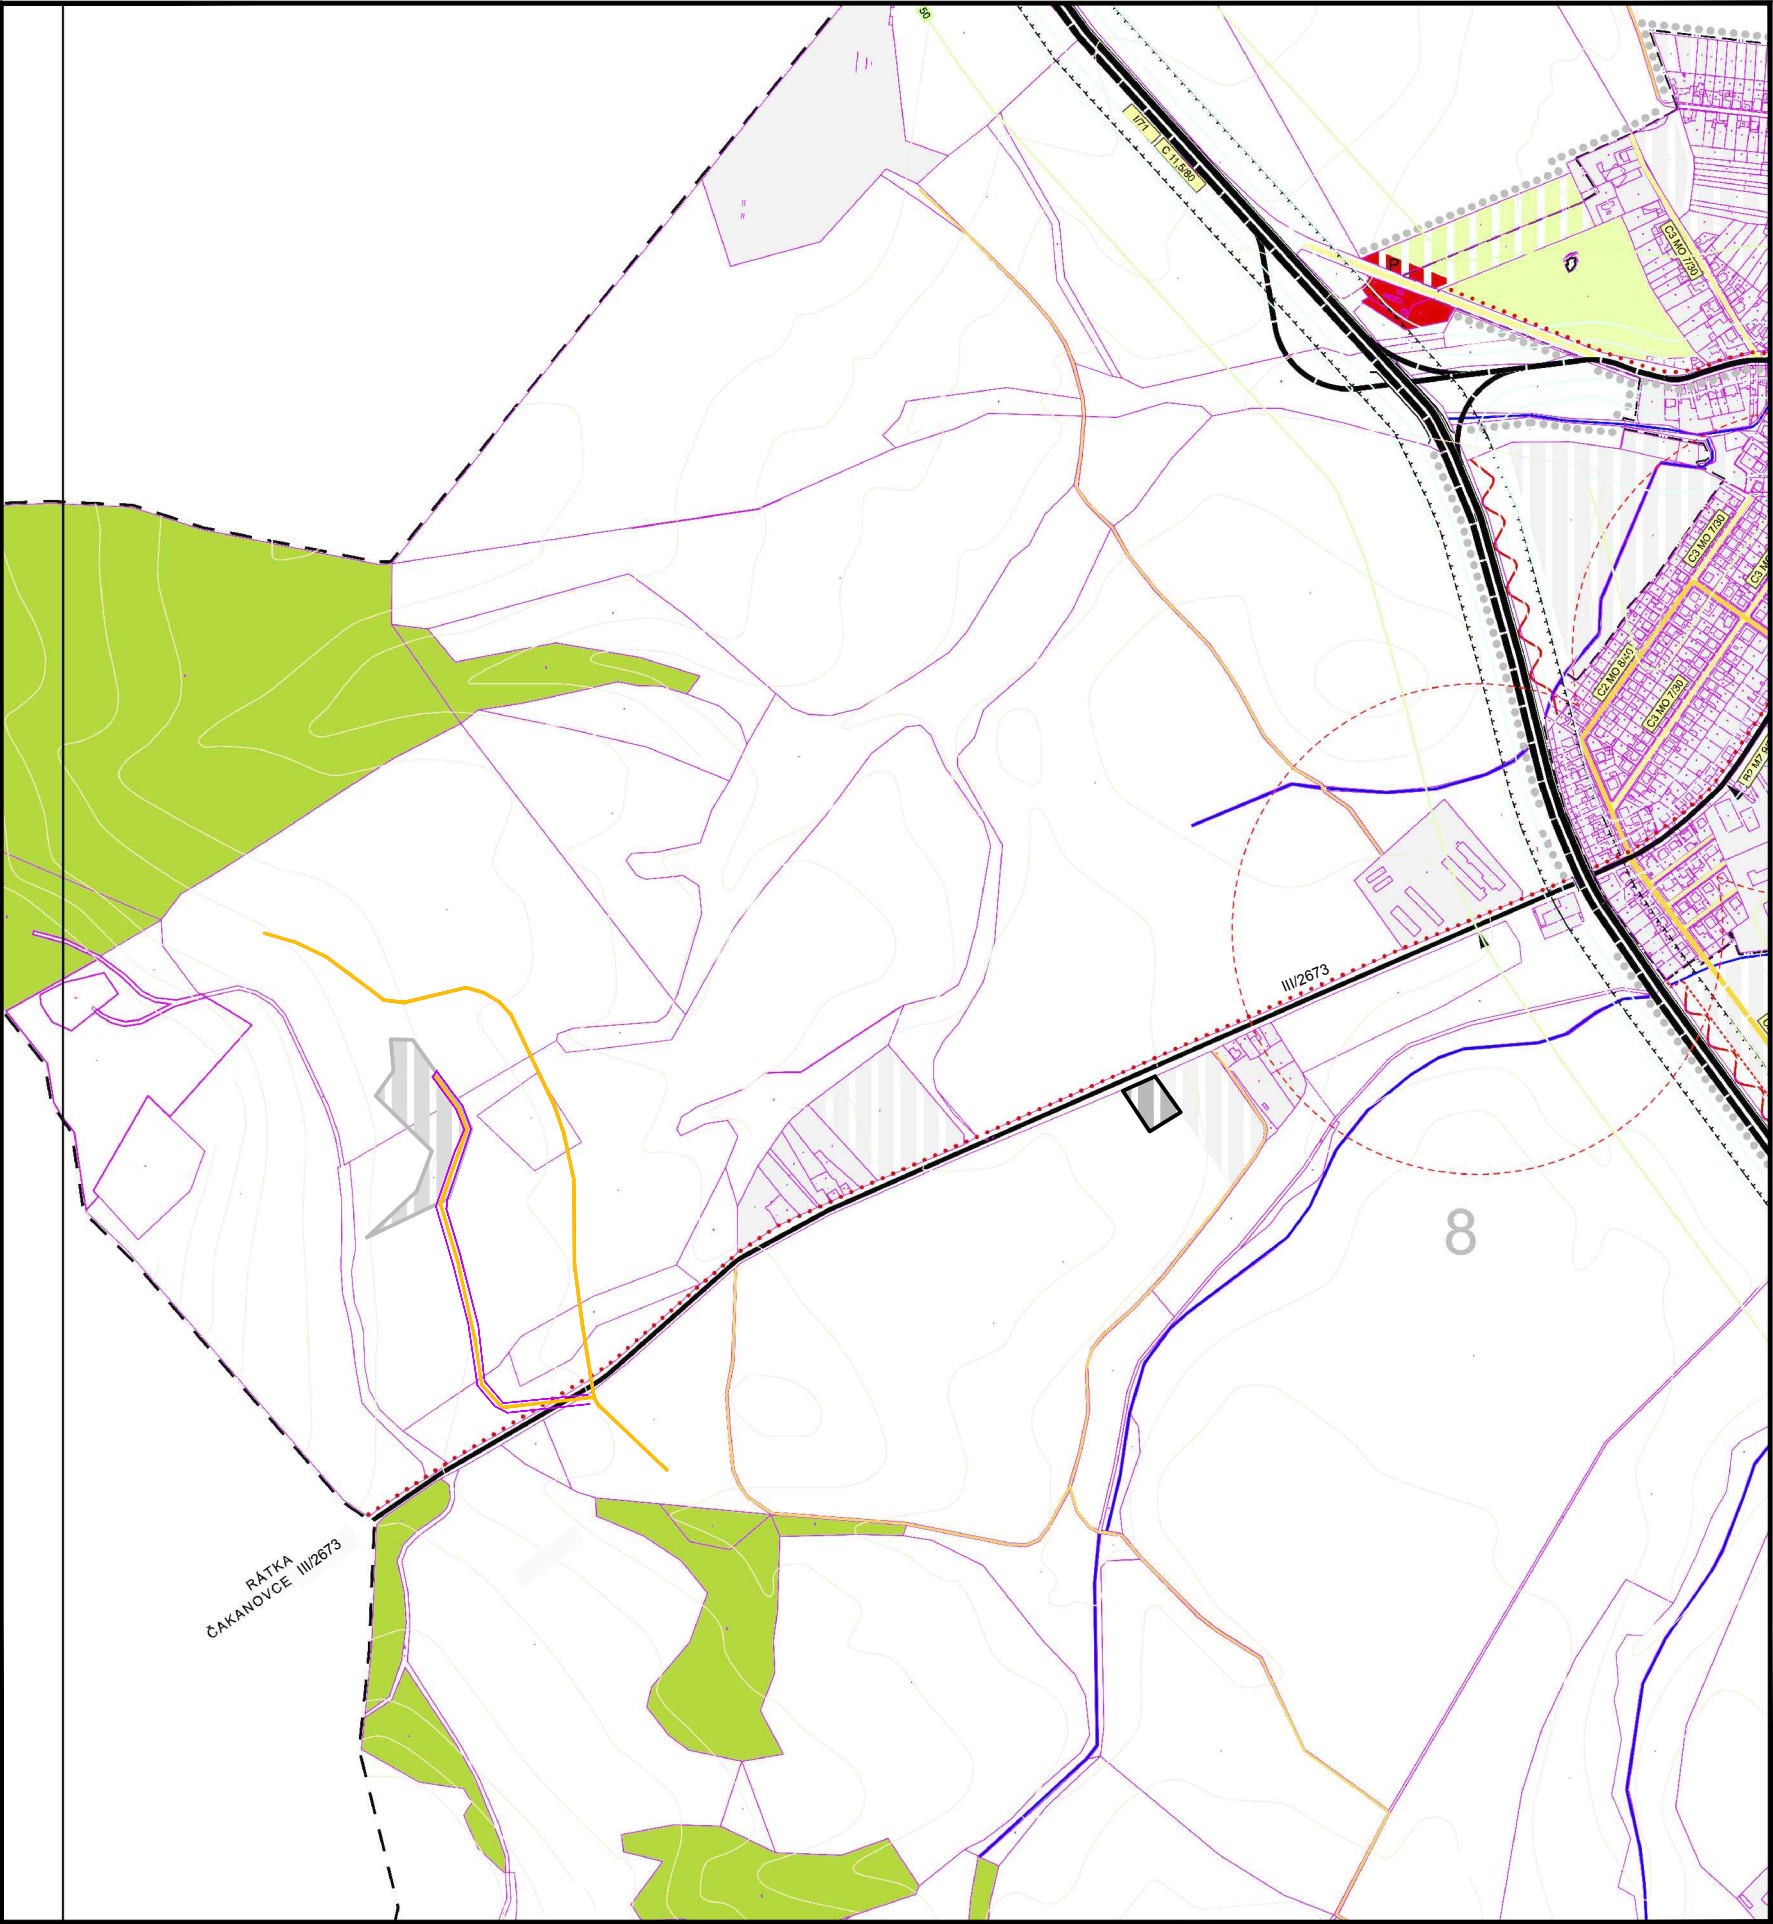 50
I/71
C 11,5/80
P
C3 MO 7/30
C3 MO 7/30
C2 MO 8/40
C3 MO 7/30
III/2673
8
RÁTKA
ČAKANOVCE III/2673